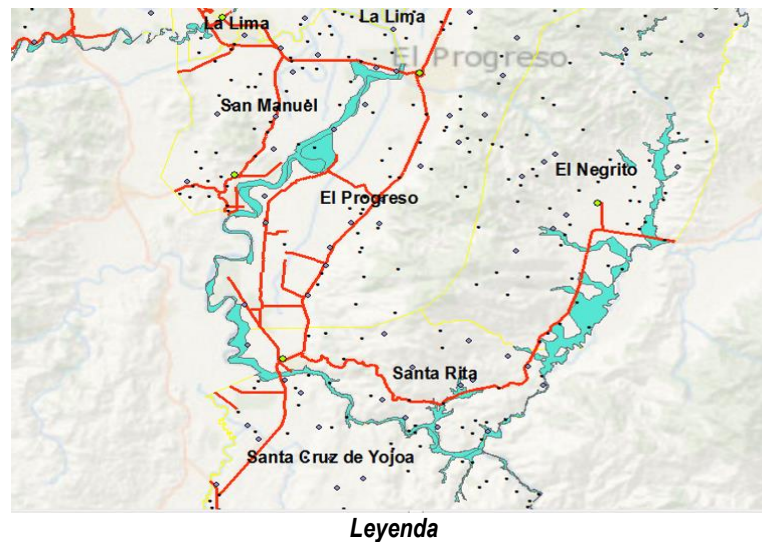 La Lima
La Lima
El Progreso
San Manuel
El Negrito
El Progreso
Santa Rita
Santa Cruz de Yojoa
Leyenda